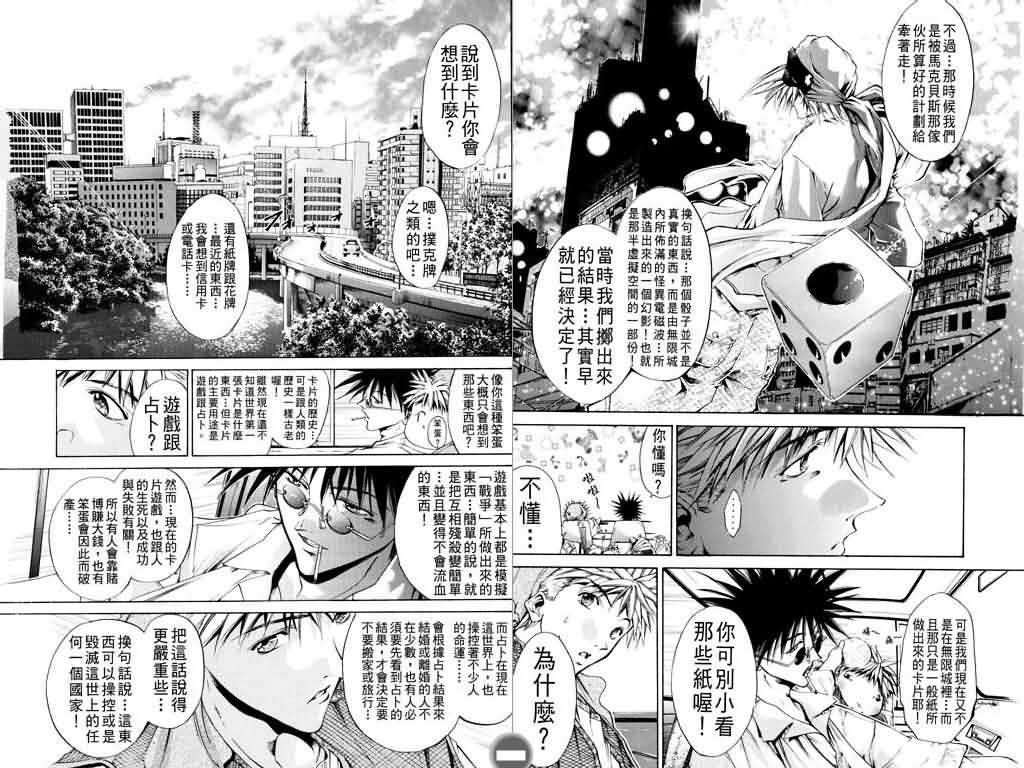 不過…那時候我們
是被馬克貝斯那傢
伙所算好的計劃給
牽著走！
換句話說…那個骰子並不是
真實的東西，而是由無限城
內所佈滿的怪異電磁波…所
製造出來的一個幻影！也就
是那半虛擬空間的一部份！
當時我們擲出來
的結果…其實早
就已經決定了！
……
你懂嗎？
啦
啦
不懂…
可是我們現在又不
是在無限城裡…而
且那只是一般紙所
做出來的卡片耶！
你可別小看
那些紙喔！
為什麼？
說到卡片你會
想到什麼？
嗯…撲克牌
之類的吧…
還有紙牌跟花牌
…最近的東西…
我會想到信用卡
或電話卡…
像你這種笨蛋
大概只會想到
那些東西吧？
笨蛋？
卡片的歷史…
可是跟人類的
歷史一樣古老
喔！
雖然現在還不
知道世界第一
張卡片是什麼
東西…但卡片
的主要用途是
遊戲跟占卜。
遊戲跟
占卜？
遊戲基本上都是模擬
「戰爭」所做出來的
東西…簡單的說，就
是把互相殘殺變簡單
…並且變得不會流血
的東西！
然而…現在的卡
片遊戲，也跟人
的生死以及成功
與失敗有關！
所以有人會靠賭
博賺大錢，也有
笨蛋會因此而破
產……
而占卜在現在
這世界上，也
操控著不少人
的命運…
會根據占卜結果來
結婚或離婚的人不
在少數，也有人必
須要先看到占卜的
結果，才會決定要
不要搬家或旅行…
把這話說得
更嚴重些…
換句話說…這東
西可以操控或是
毀滅這世上的任
何一個國家！